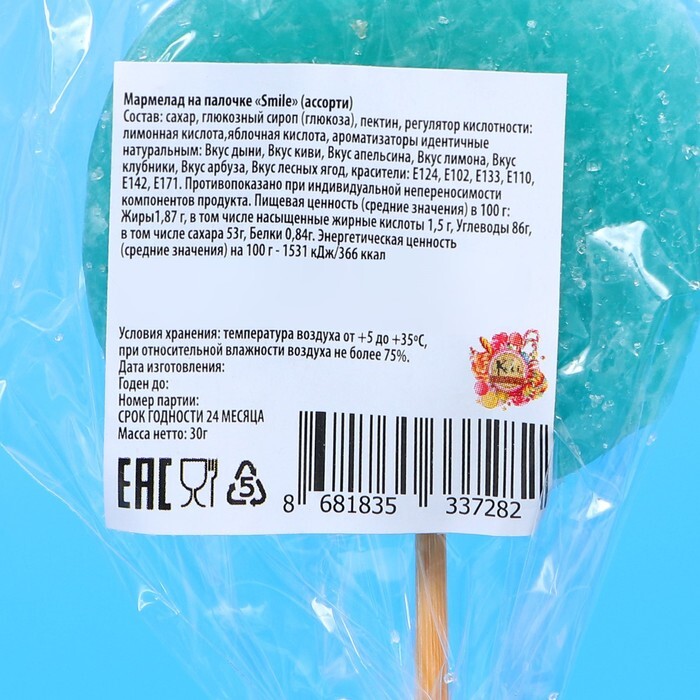 Мармелад на палочке «Smile» (ассорти)
Состав: сахар, глюкозный сироп (глюкоза), пектин, регулятор кислотности:
лимонная кислота,яблочная кислота, ароматизаторы идентичные
натуральным: Вкус дыни, Вкус киви, Вкус апельсина, Вкус лимона, Вкус
клубники, Вкус арбуза, Вкус лесных ягод, красители: Е124, Е102, Е133, Е110,
Е142, Е171. Противопоказано при индивидуальной непереносимости
компонентов продукта. Пищевая ценность (средние значения) в 100 г:
Жиры1,87 г, в том числе насыщенные жирные кислоты 1,5 г, Углеводы 86г,
в том числе сахара 53г, Белки 0,84г. Энергетическая ценность
(средние значения) на 100 г - 1531 кДж/366 ккал
Условия хранения: температура воздуха от +5 до +35ºС,
при относительной влажности воздуха не более 75%.
Дата изготовления:
Годен до:
Номер партии:
СРОК ГОДНОСТИ 24 МЕСЯЦА
Масса нетто: 30г
ЕАС
5
8 681835 337282